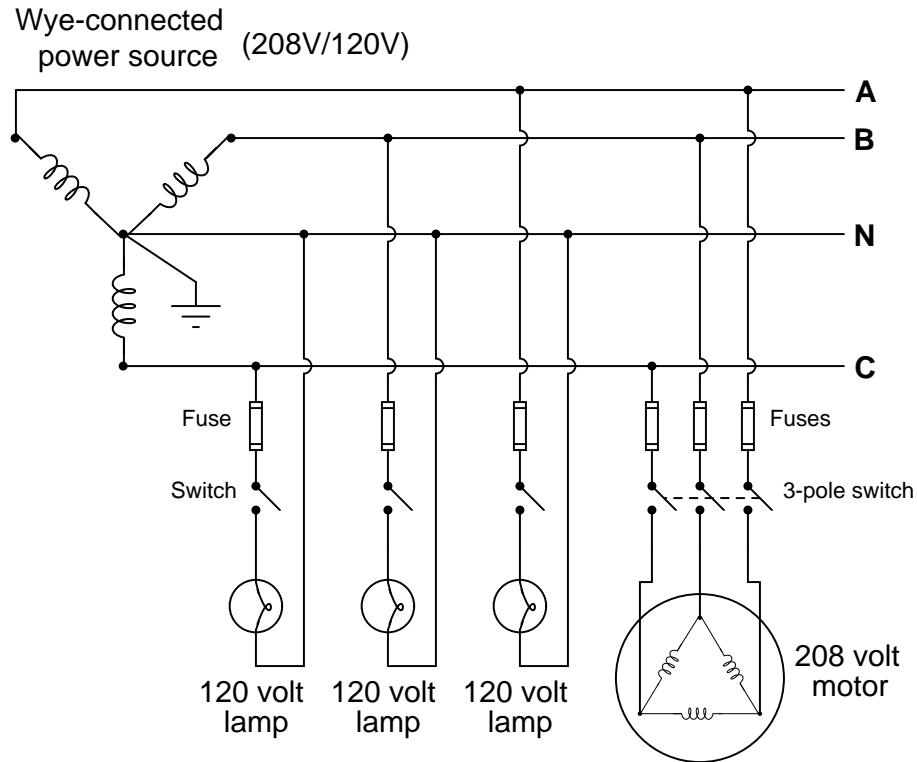 Wye-connected
power source (208V/120V)
A
B
N
C
Fuse
Fuses
Switch
3-pole switch
120 volt
lamp
120 volt
lamp
120 volt
lamp
208 volt
motor